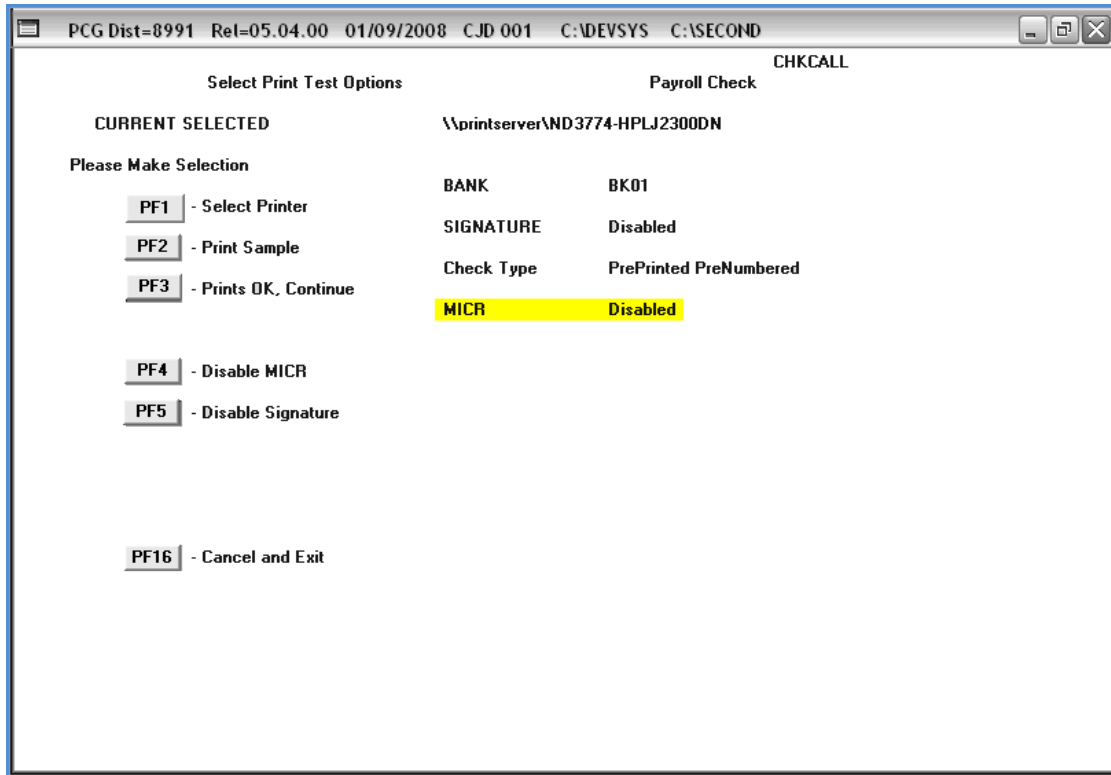 PCG Dist=8991 Rel=05.04.00 01/09/2008 CJD 001 C:\DEVSYS C:\SECOND
CHKCALL
Select Print Test Options Payroll Check
CURRENT SELECTED \\printserver\ND3774-HPLJ2300DN
Please Make Selection
BANK BK01
PF1 - Select Printer
SIGNATURE Disabled
PF2 - Print Sample
Check Type PrePrinted PreNumbered
PF3 - Prints OK, Continue
MICR Disabled
PF4 - Disable MICR
PF5 - Disable Signature
PF16 - Cancel and Exit